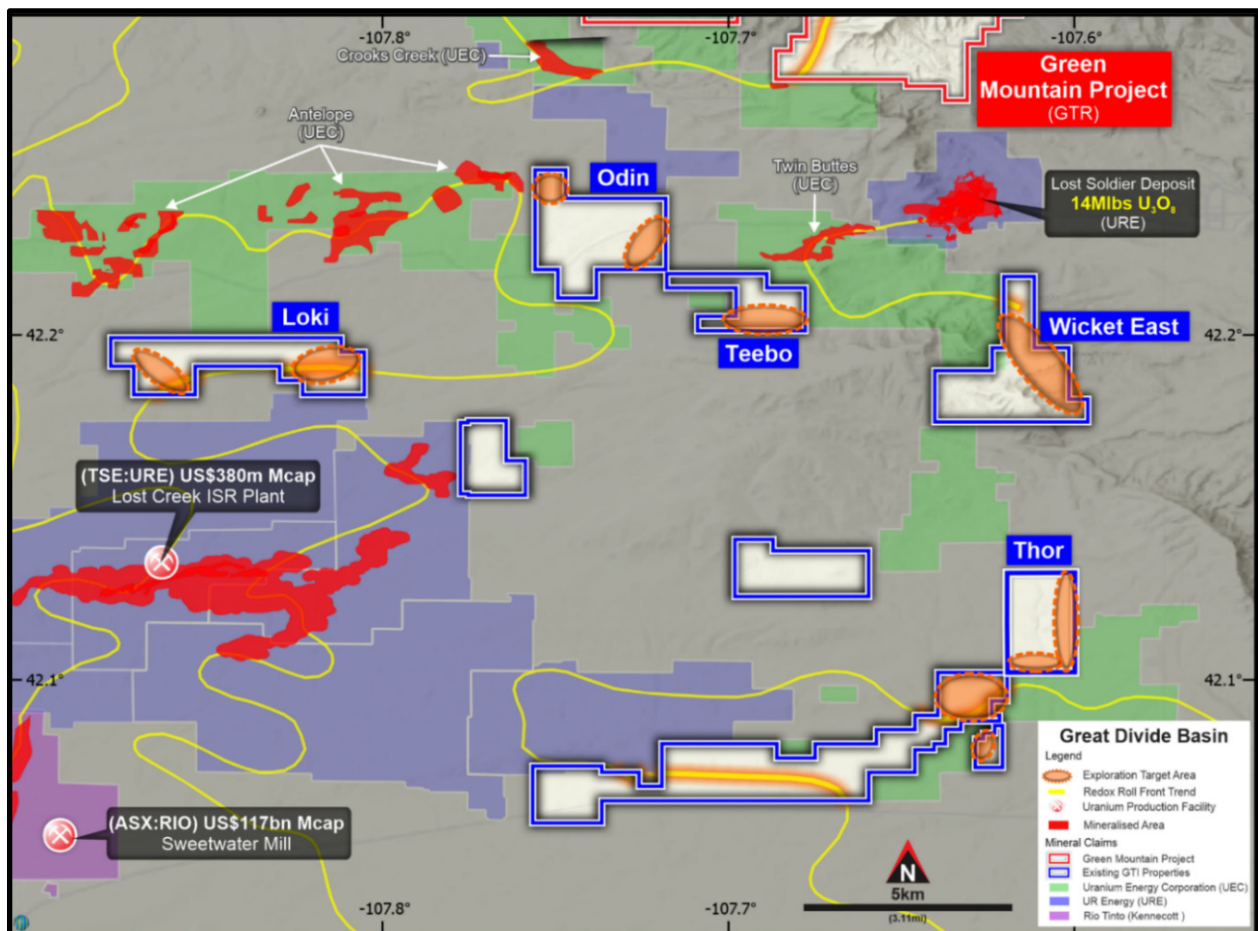 -107.8°
-107.7°
-107.6°
Crooks Creek (UEC)
Green
Mountain Project
(GTR)
Antelope
(UEC)
Odin
Twin Buttes
(UEC)
Lost Soldier Deposit
14Mlbs U₃O₈
(URE)
Loki
Teebo
Wicket East
42.2°
42.2°
(TSE:URE) US$380m Mcap
Lost Creek ISR Plant
Thor
42.1°
42.1°
(ASX:RIO) US$117bn Mcap
Sweetwater Mill
Great Divide Basin
Legend
Exploration Target Area
Redox Roll Front Trend
Uranium Production Facility
Mineralised Area
Mineral Claims
Green Mountain Project
Existing GTI Properties
Uranium Energy Corporation (UEC)
UR Energy (URE)
Rio Tinto (Kennecott )
N
5km
(3.11mi)
-107.8°
-107.7°